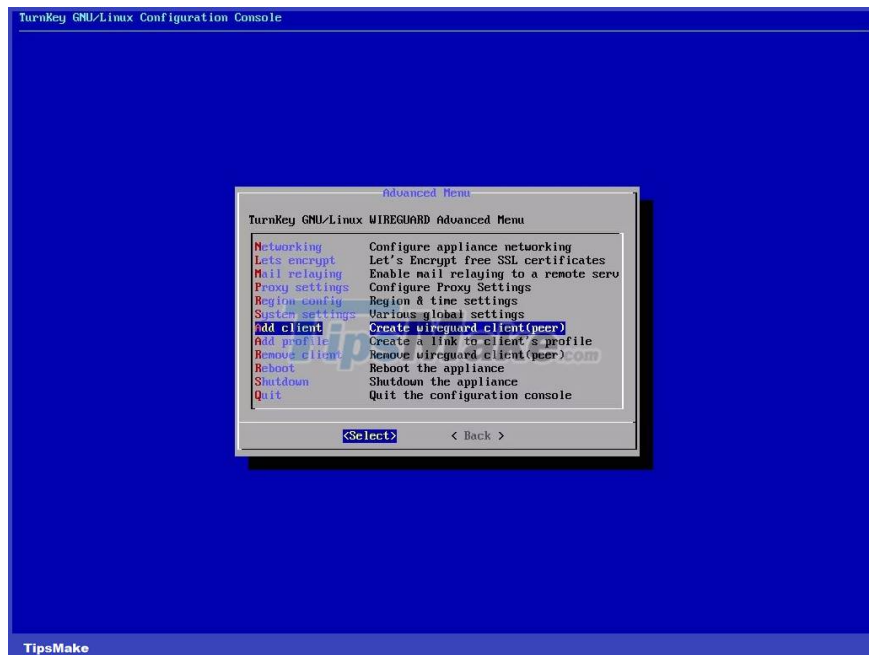 TurnKey GNU/Linux Configuration Console
Advanced Menu
TurnKey GNU/Linux WIREGUARD Advanced Menu
Networking Configure appliance networking
Lets encrypt Let's Encrypt free SSL certificates
Mail relaying Enable mail relaying to a remote serv
Proxy settings Configure Proxy Settings
Region config Region & time settings
System settings Various global settings
Add client Create wireguard client(peer)
Add profile Create a link to client's profile
Remove client Remove wireguard client(peer)
Reboot Reboot the appliance
Shutdown Shutdown the appliance
Quit Quit the configuration console
<Select> < Back >
TipsMake.com
TipsMake